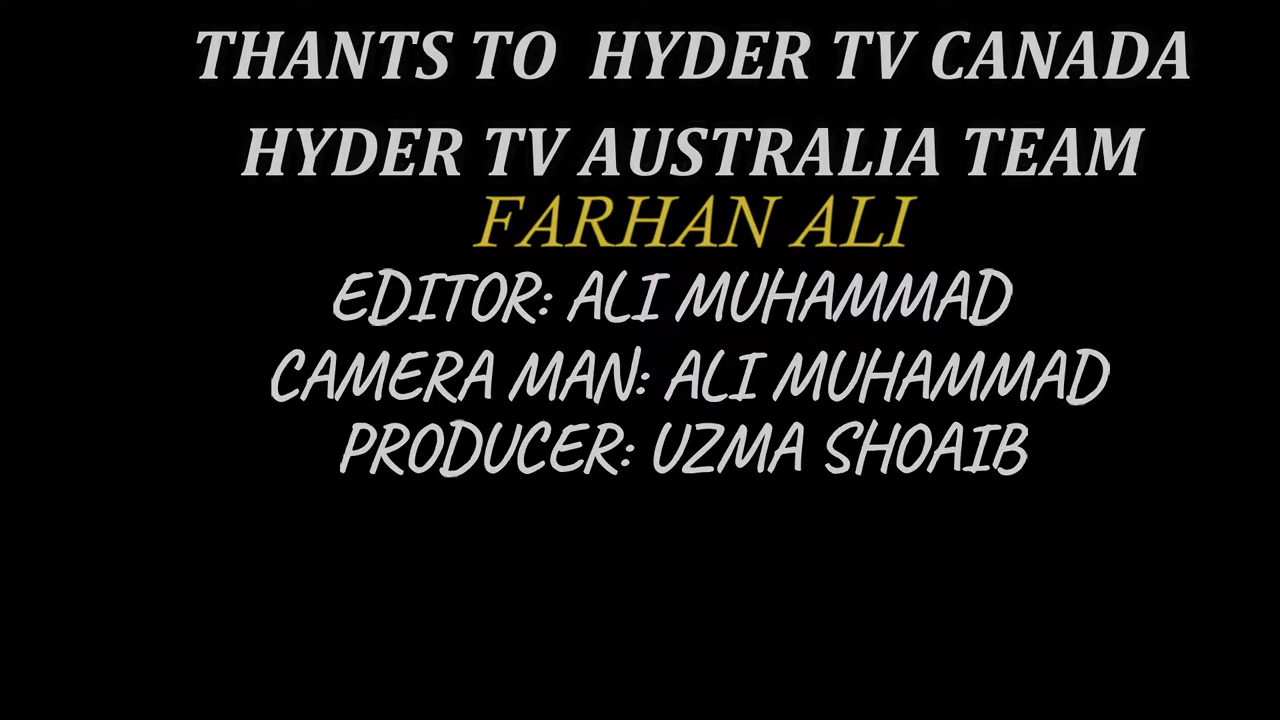 THANTS TO HYDER TV CANADA
HYDER TV AUSTRALIA TEAM
FARHAN ALI
EDITOR: ALI MUHAMMAD
CAMERA MAN: ALI MUHAMMAD
PRODUCER: UZMA SHOAIB